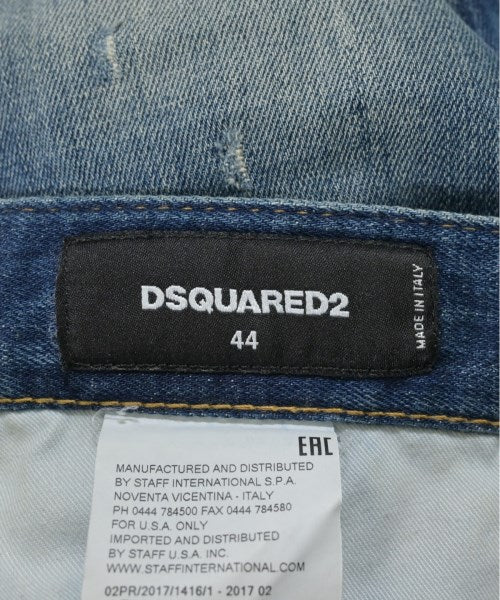 DSQUARED2
44
MADE IN ITALY
EAC
MANUFACTURED AND DISTRIBUTED
BY STAFF INTERNATIONAL S.P.A.
NOVENTA VICENTINA - ITALY
PH 0444 784500 FAX 0444 784580
FOR U.S.A. ONLY
IMPORTED AND DISTRIBUTED
BY STAFF U.S.A. INC.
WWW.STAFFINTERNATIONAL.COM
02PR/2017/1416/1 - 2017 02